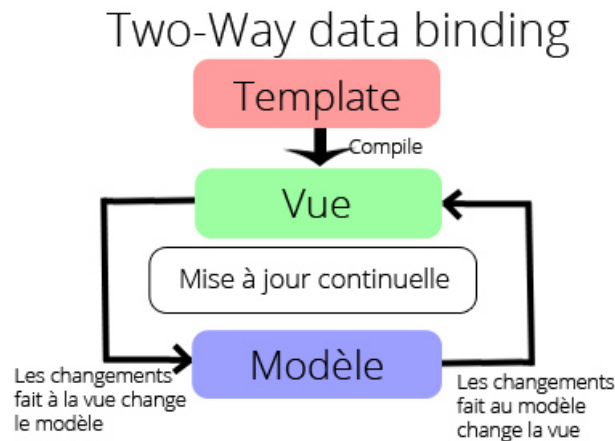 Two-Way data binding
Template
Compile
Vue
Mise à jour continuelle
Modèle
Les changements
fait à la vue change
le modèle
Les changements
fait au modèle
change la vue